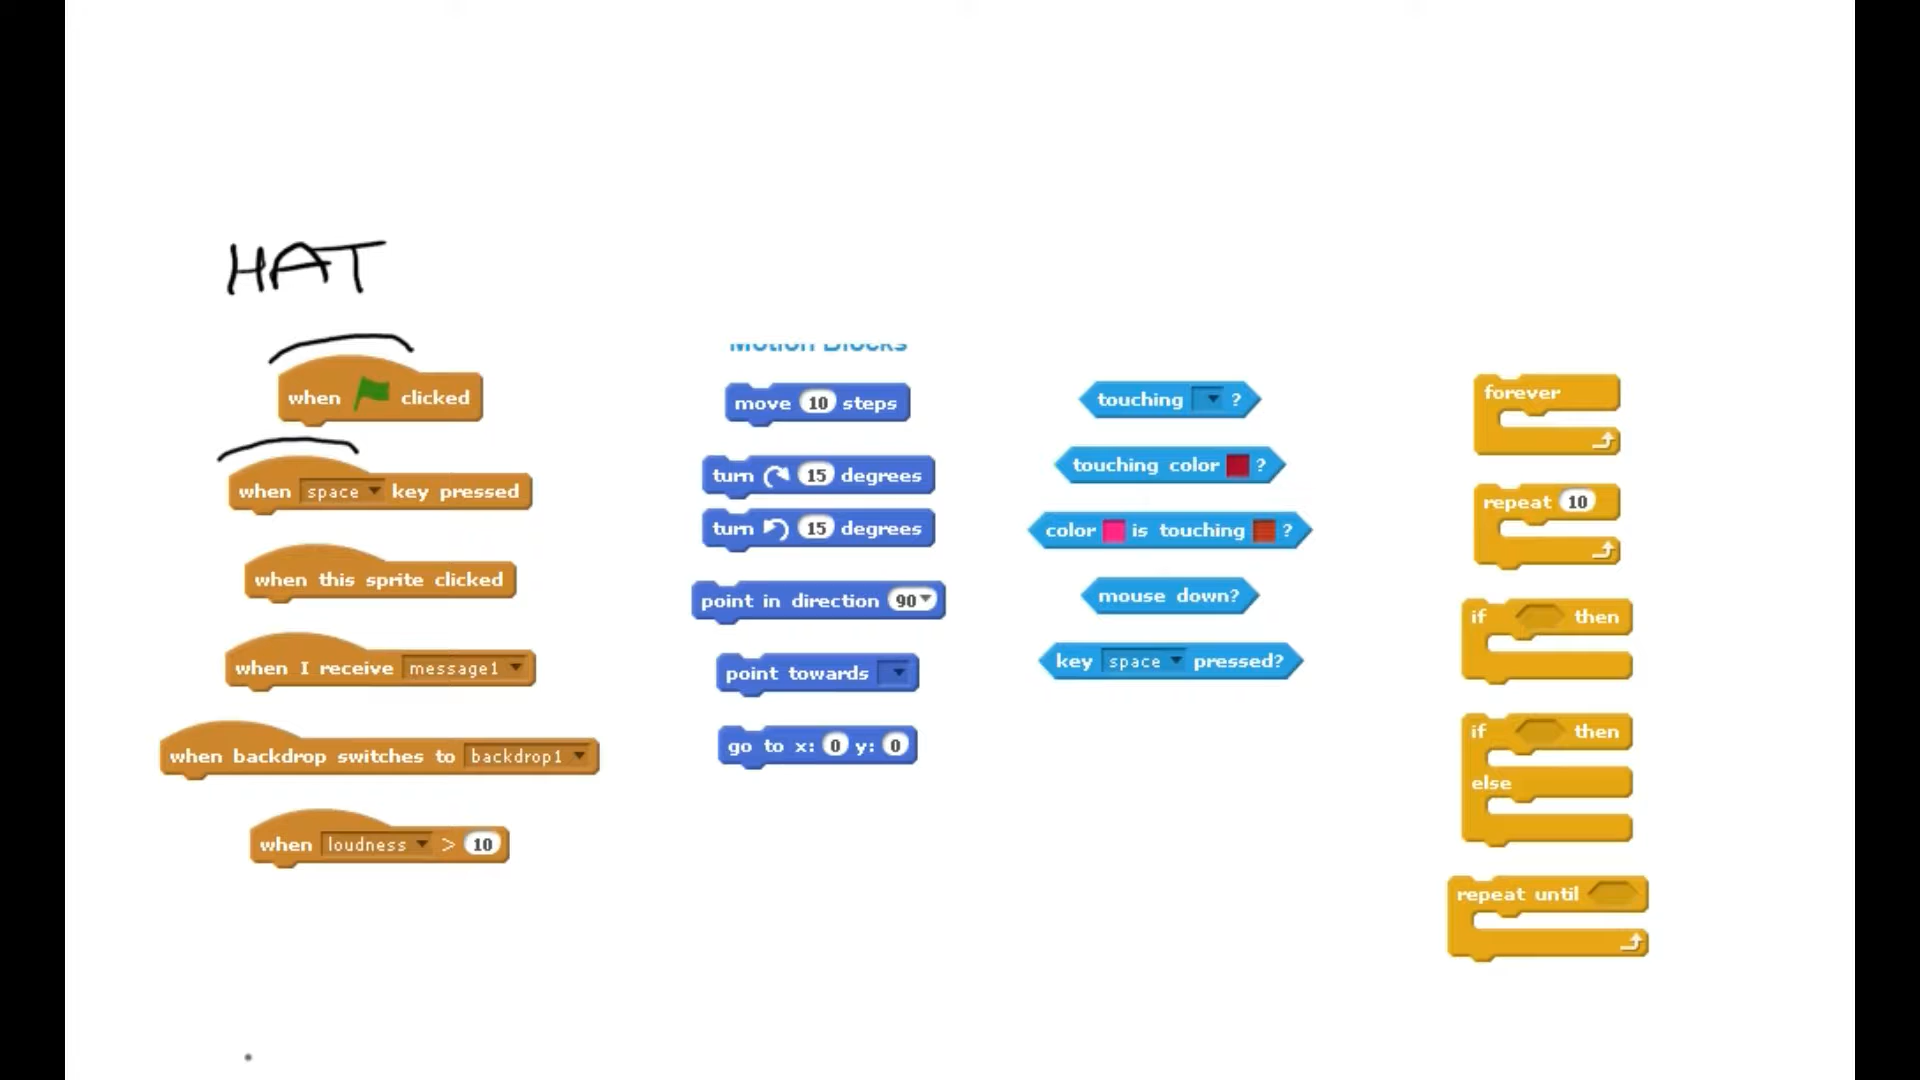 HAT
when clicked
when space key pressed
when this sprite clicked
when I receive message1
when backdrop switches to backdrop1
when loudness > 10
Motion Blocks
move 10 steps
turn 15 degrees
turn 15 degrees
point in direction 90
point towards
go to x: 0 y: 0
touching ?
touching color ?
color is touching ?
mouse down?
key space pressed?
forever
repeat 10
if then
if then
else
repeat until